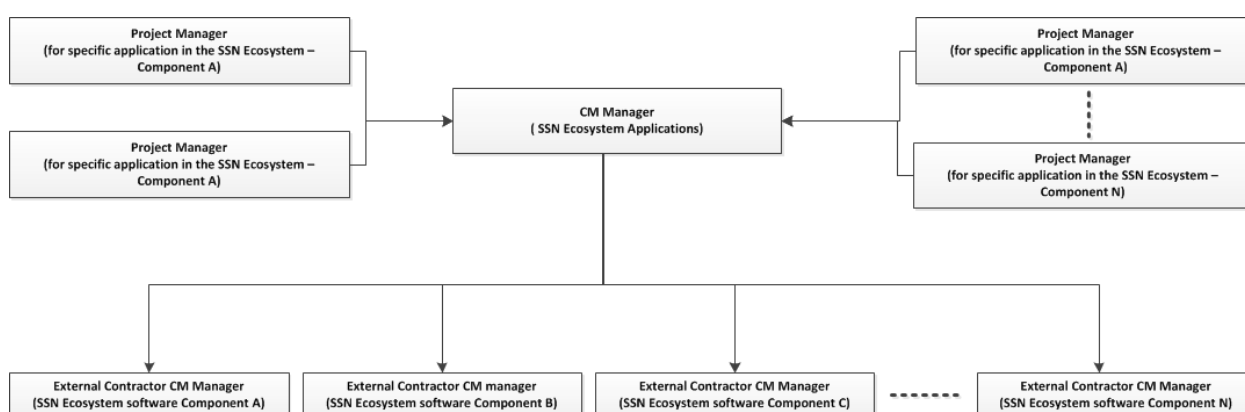 Project Manager
(for specific application in the SSN Ecosystem –
Component A)
Project Manager
(for specific application in the SSN Ecosystem –
Component A)
CM Manager
( SSN Ecosystem Applications)
Project Manager
(for specific application in the SSN Ecosystem –
Component A)
Project Manager
(for specific application in the SSN Ecosystem –
Component N)
External Contractor CM Manager
(SSN Ecosystem software Component A)
External Contractor CM manager
(SSN Ecosystem software Component B)
External Contractor CM Manager
(SSN Ecosystem software Component C)
External Contractor CM Manager
(SSN Ecosystem software Component N)